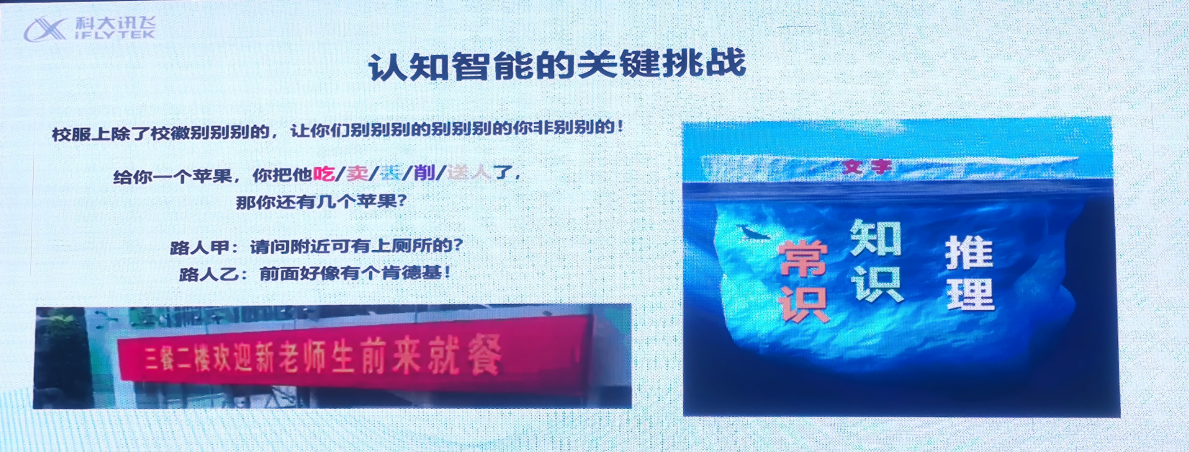 科大讯飞
iFLYTEK
认知智能的关键挑战
校服上除了校徽别别别的，让你们别别别的别别别的你非别别的！
给你一个苹果，你把他吃/卖/丢/削/送人了，
那你还有几个苹果？
路人甲：请问附近可有上厕所的？
路人乙：前面好像有个肯德基！
三餐二楼欢迎新老师生前来就餐
文字
常识
知识
推理